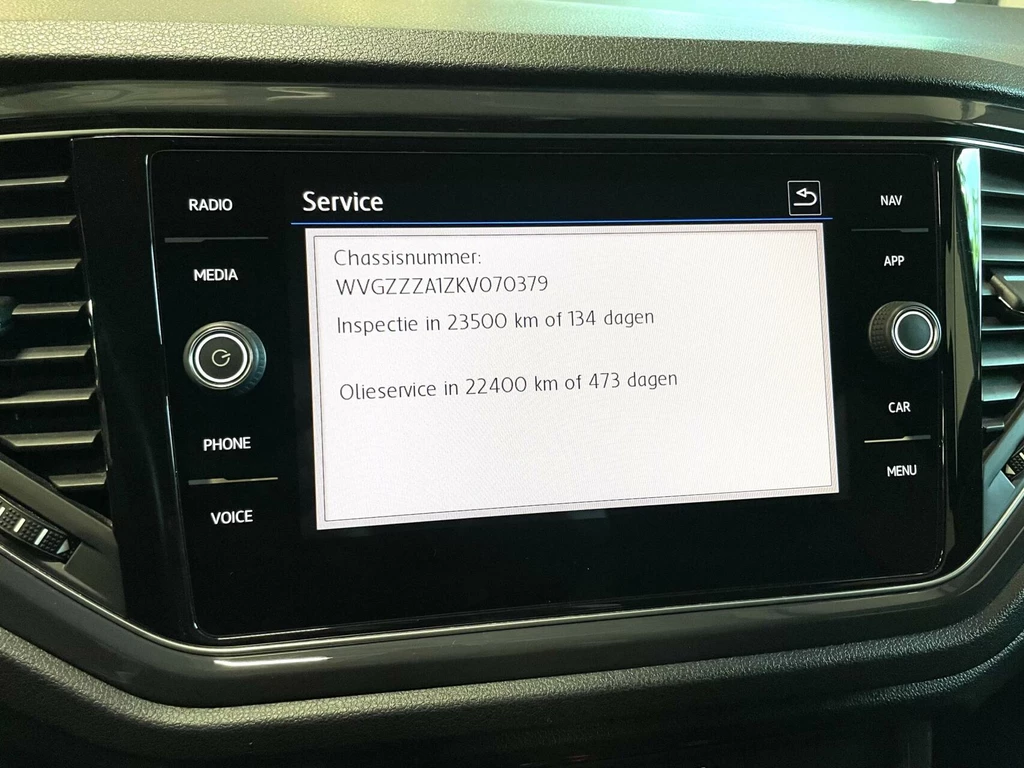 RADIO
MEDIA
PHONE
VOICE
Service
Chassisnummer:
WVGZZZA1ZKV070379
Inspectie in 23500 km of 134 dagen
Olieservice in 22400 km of 473 dagen
NAV
APP
CAR
MENU